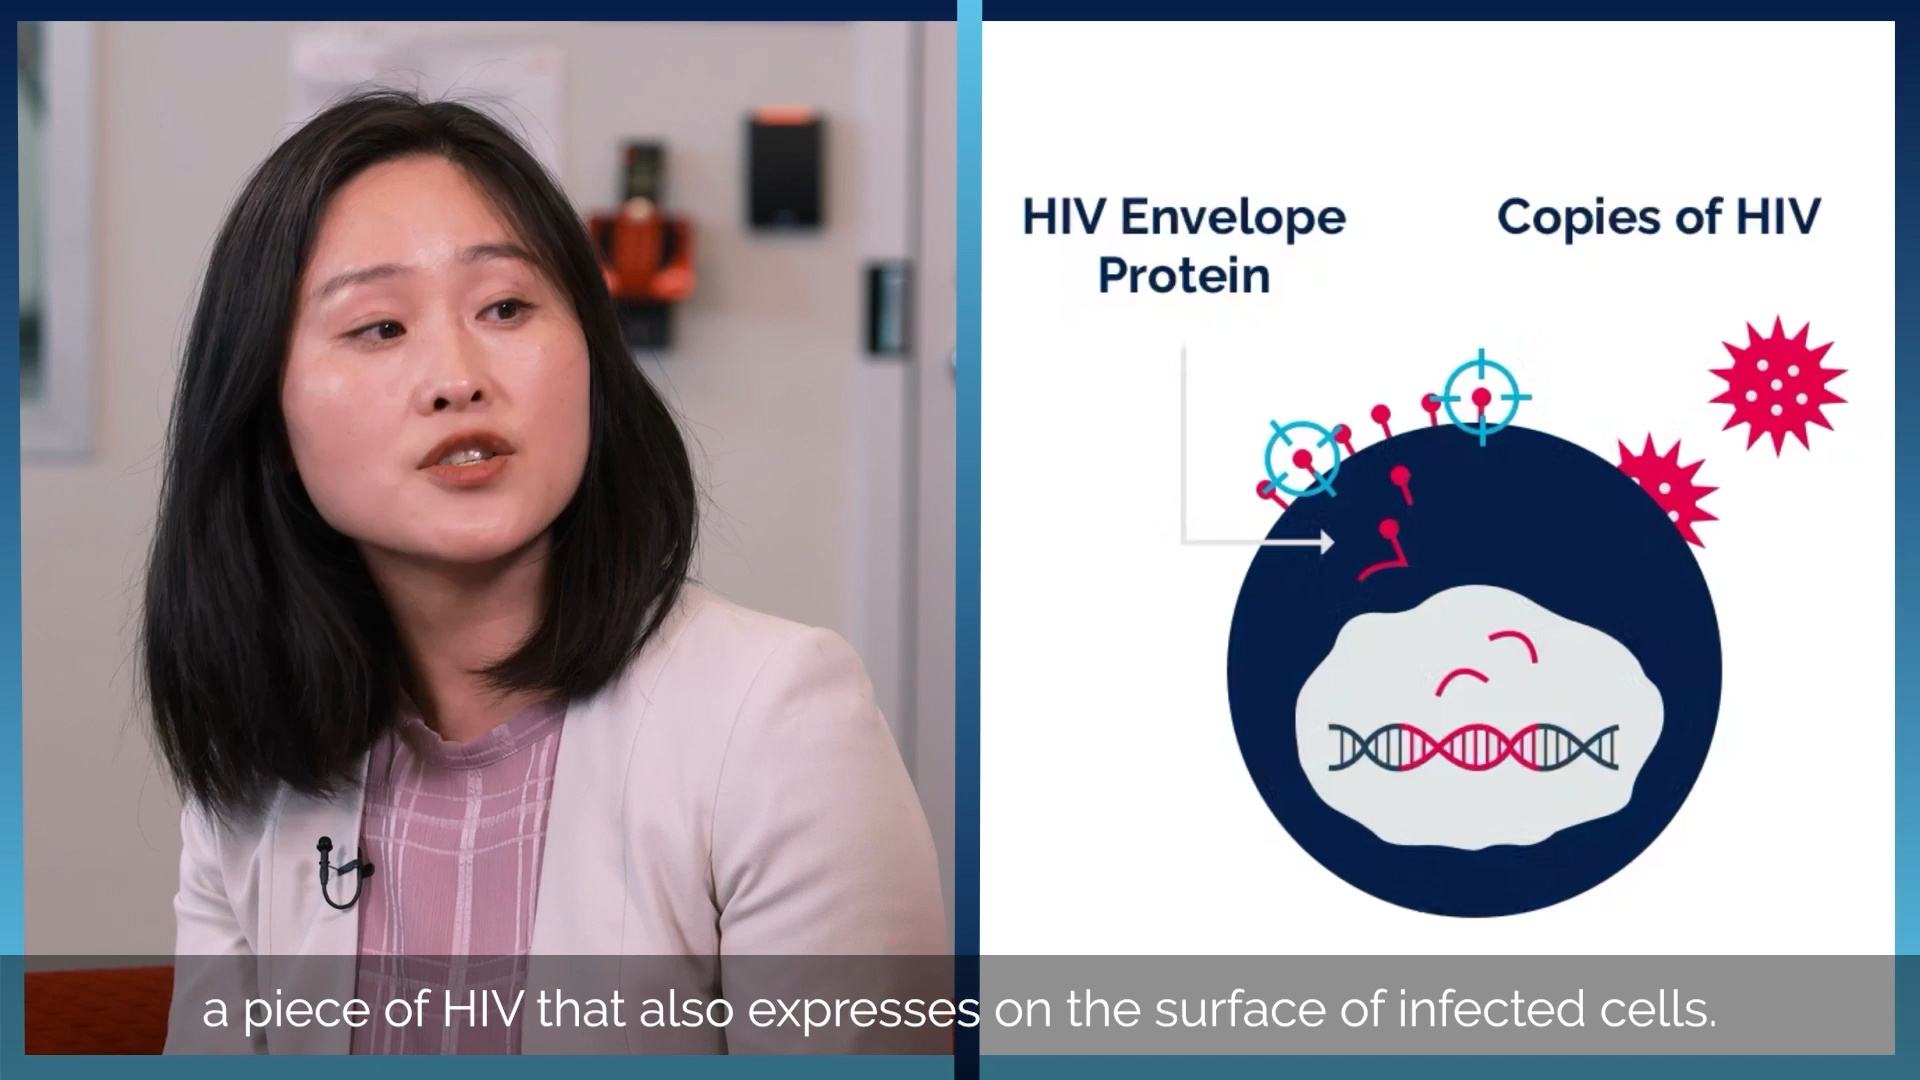 HIV Envelope
Protein
Copies of HIV
a piece of HIV that also expresses on the surface of infected cells.